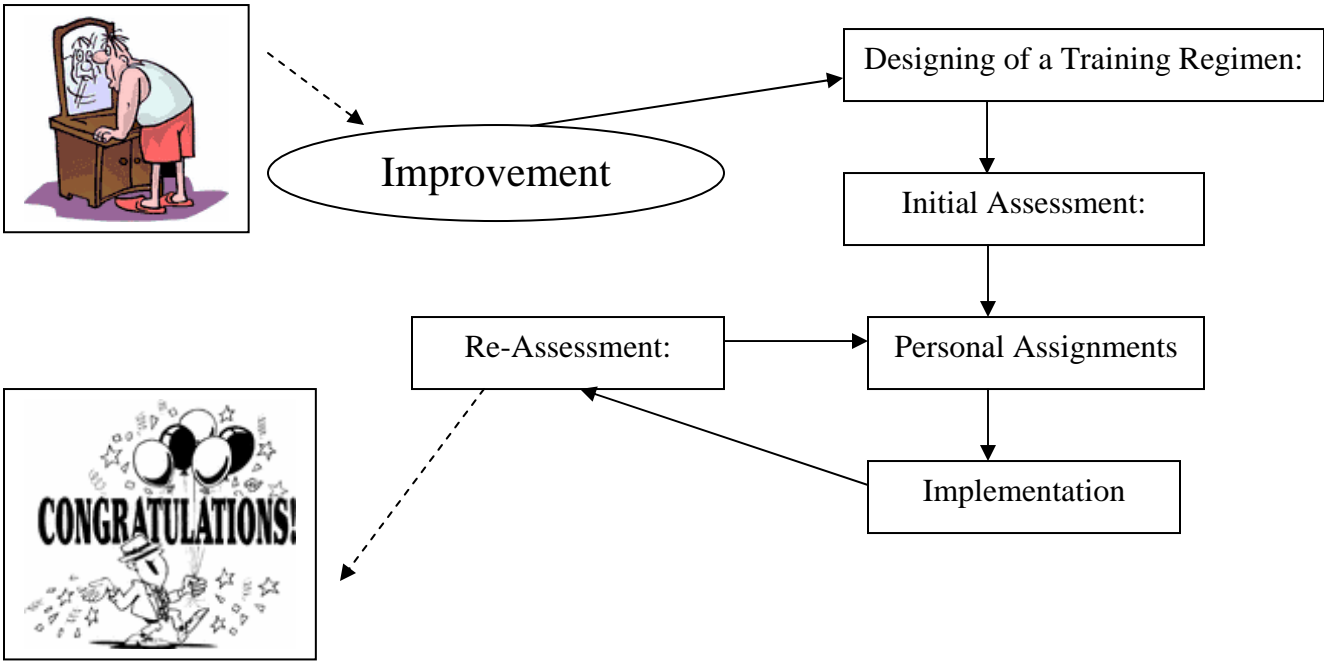 Designing of a Training Regimen:
Improvement
Initial Assessment:
Re-Assessment:
Personal Assignments
Implementation
CONGRATULATIONS!